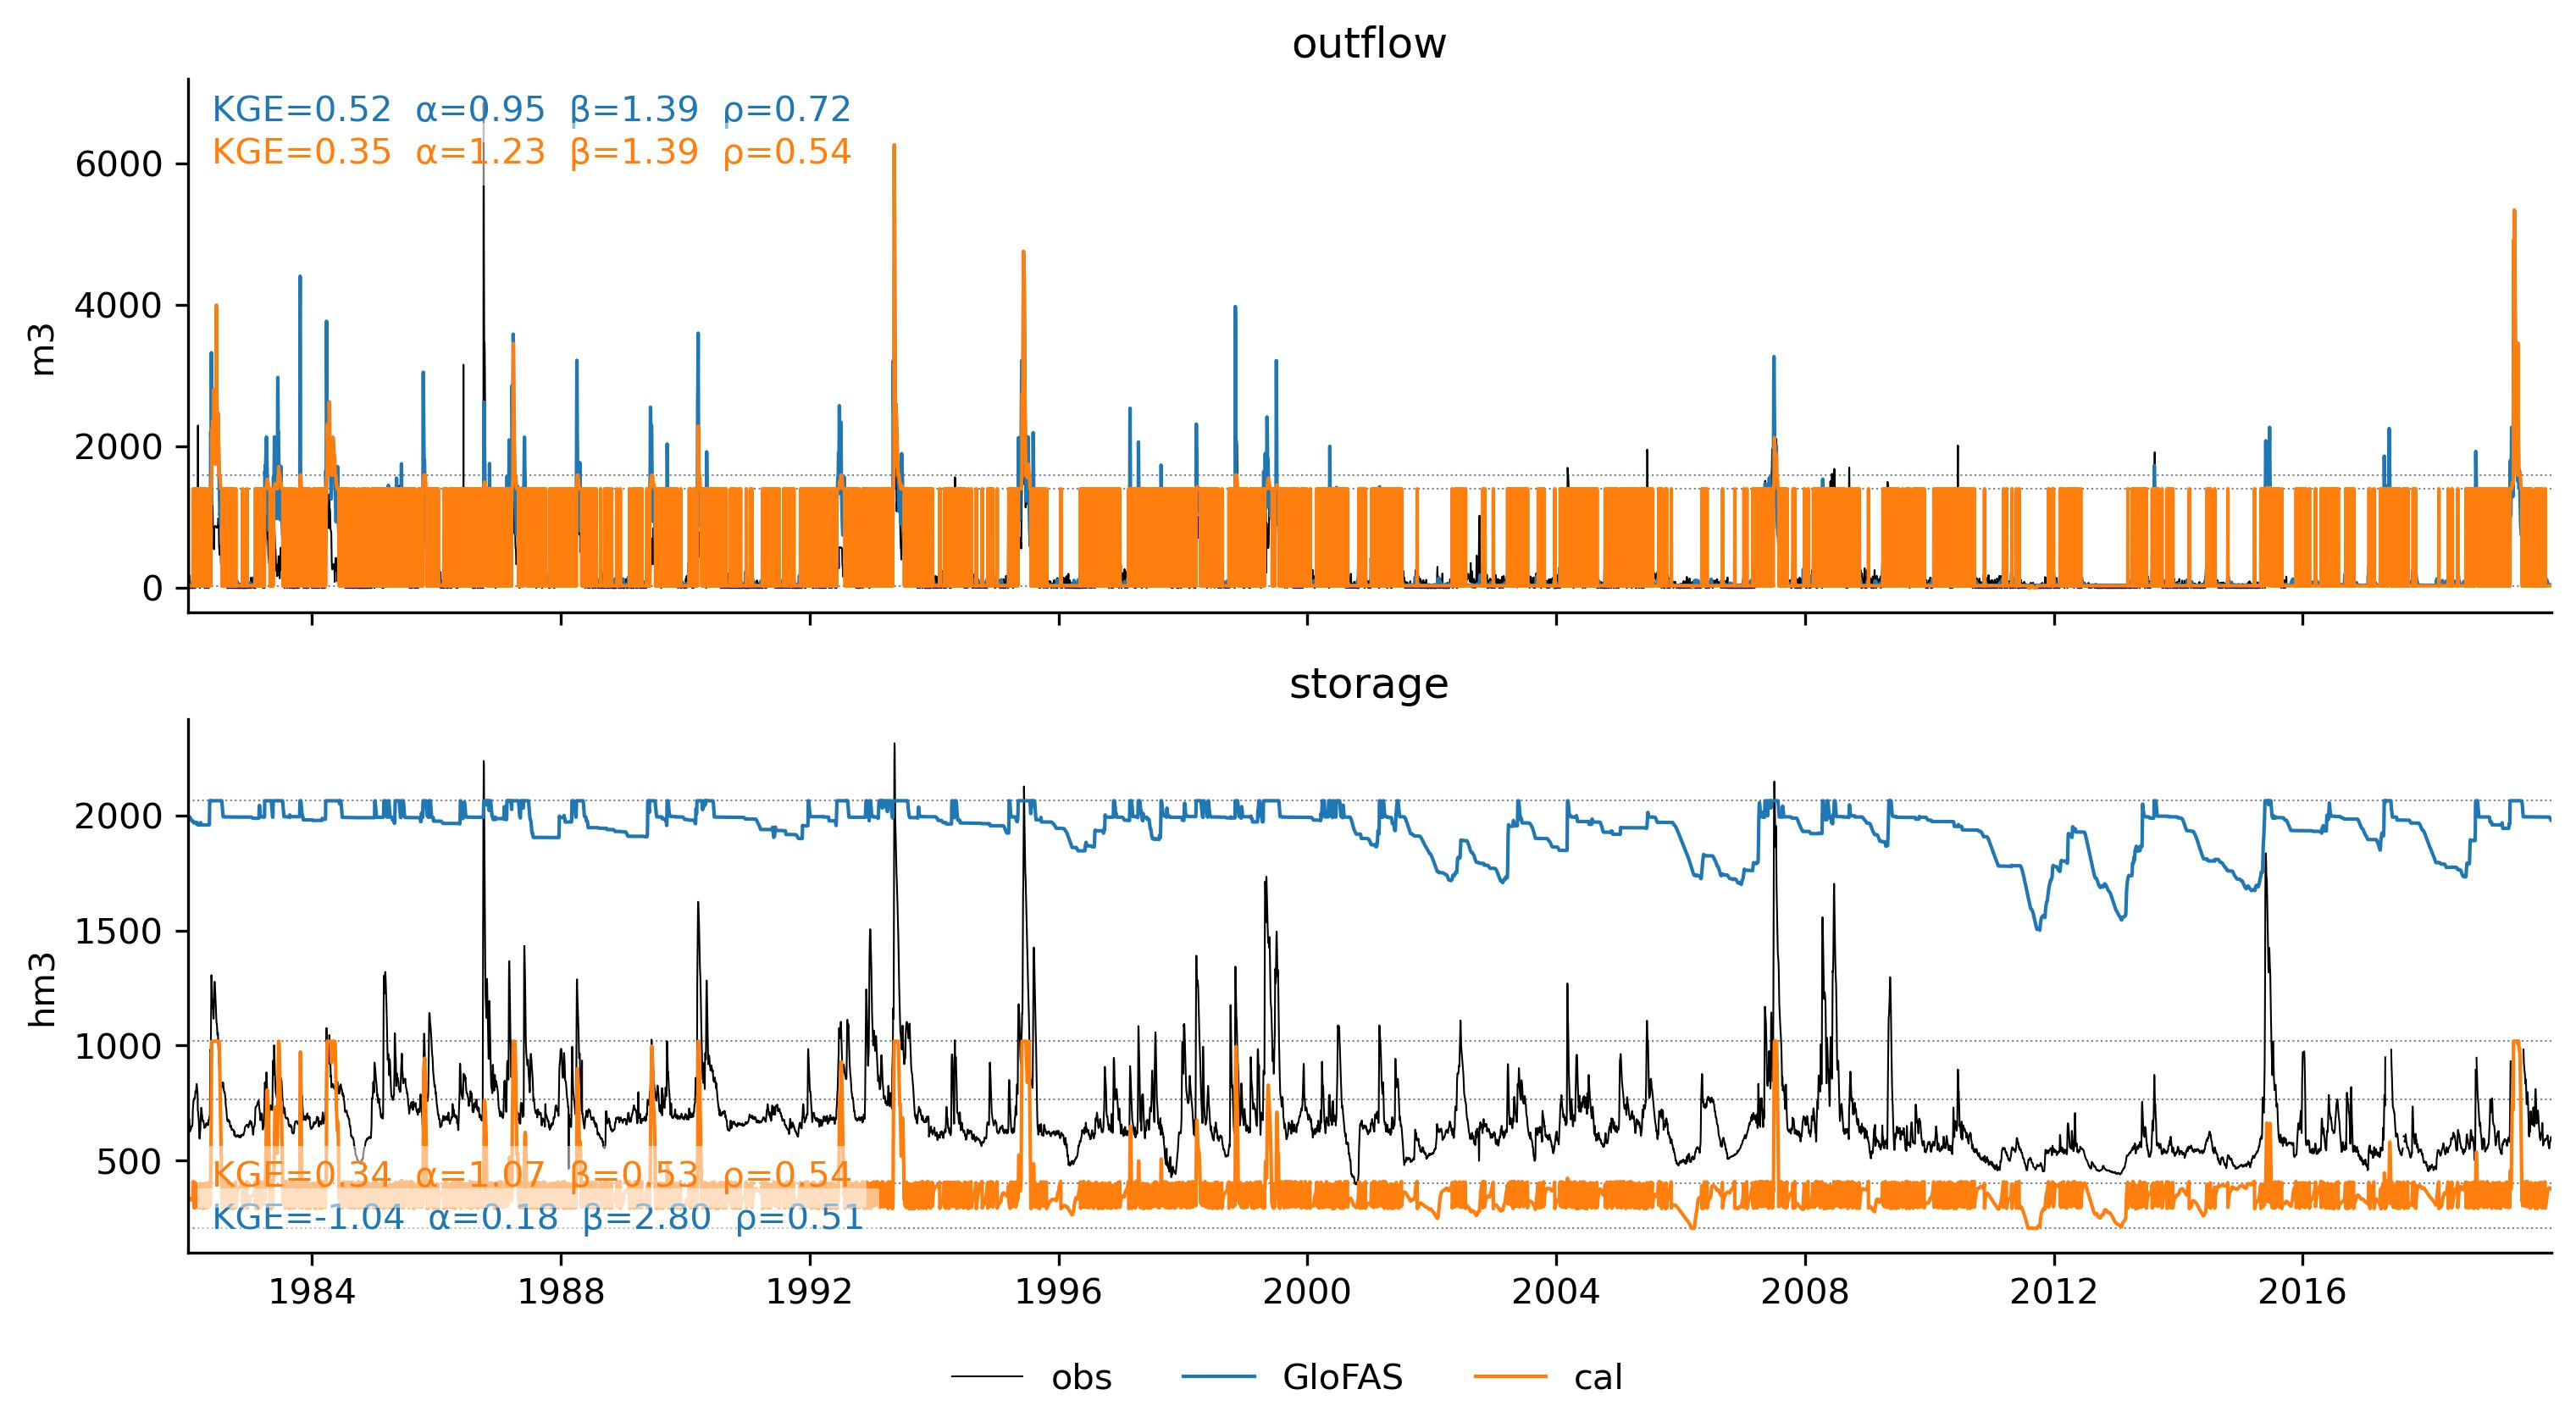 outflow
KGE=0.52 α=0.95 β=1.39 ρ=0.72
KGE=0.35 α=1.23 β=1.39 ρ=0.54
6000
4000
2000
0
m3
storage
2000
1500
1000
500
hm3
KGE=0.34 α=1.07 β=0.53 ρ=0.54
KGE=-1.04 α=0.18 β=2.80 ρ=0.51
1984 1988 1992 1996 2000 2004 2008 2012 2016
obs GloFAS cal